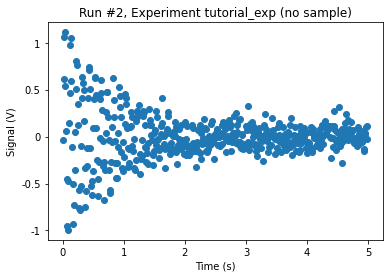 Run #2, Experiment tutorial_exp (no sample)
Signal (V)
1
0.5
0
-0.5
-1
0 1 2 3 4 5
Time (s)